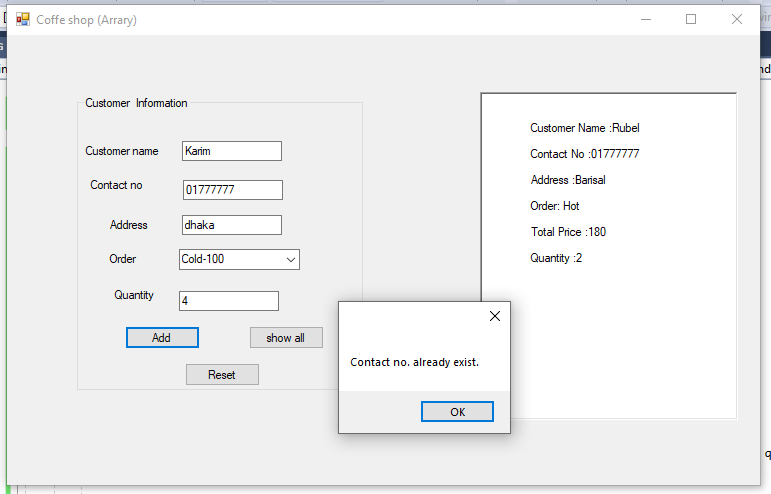 Coffe shop (Arrary)
Customer Information
Customer name Karim
Contact no 01777777
Address dhaka
Order Cold-100
Quantity 4
Add show all
Reset
Customer Name :Rubel
Contact No :01777777
Address :Barisal
Order: Hot
Total Price :180
Quantity :2
Contact no. already exist.
OK